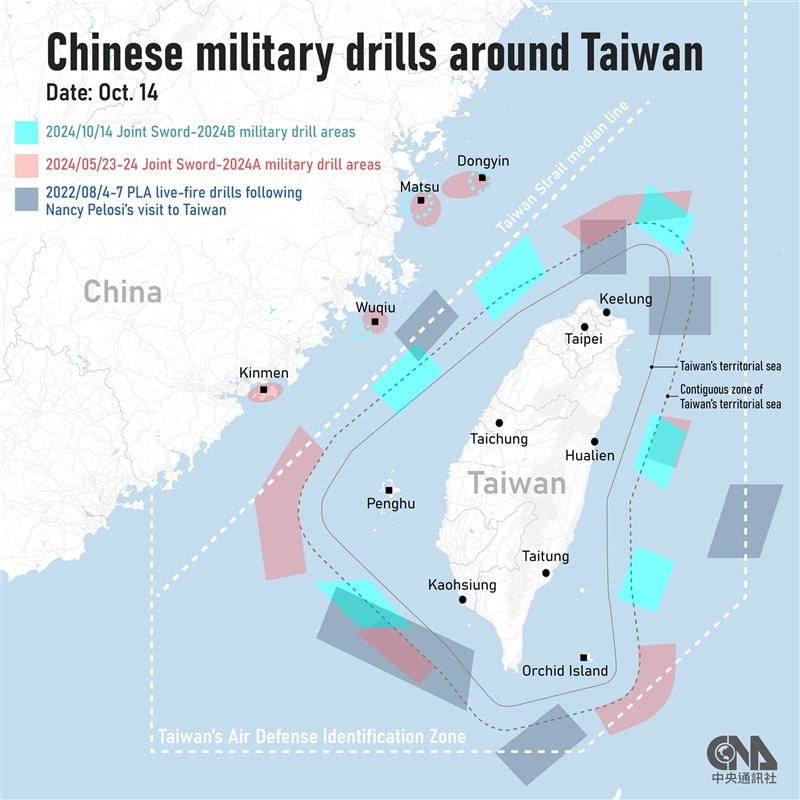 Chinese military drills around Taiwan
Date: Oct. 14
2024/10/14 Joint Sword-2024B military drill areas
2024/05/23-24 Joint Sword-2024A military drill areas
2022/08/4-7 PLA live-fire drills following
Nancy Pelosi's visit to Taiwan
Dongyin
Matsu
Taiwan Strait median line
China
Wuqiu
Keelung
Taipei
Kinmen
Taiwan's territorial sea
Contiguous zone of
Taiwan's territorial sea
Taichung
Hualien
Taiwan
Penghu
Taitung
Kaohsiung
Orchid Island
Taiwan's Air Defense Identification Zone
CNA
中央通訊社